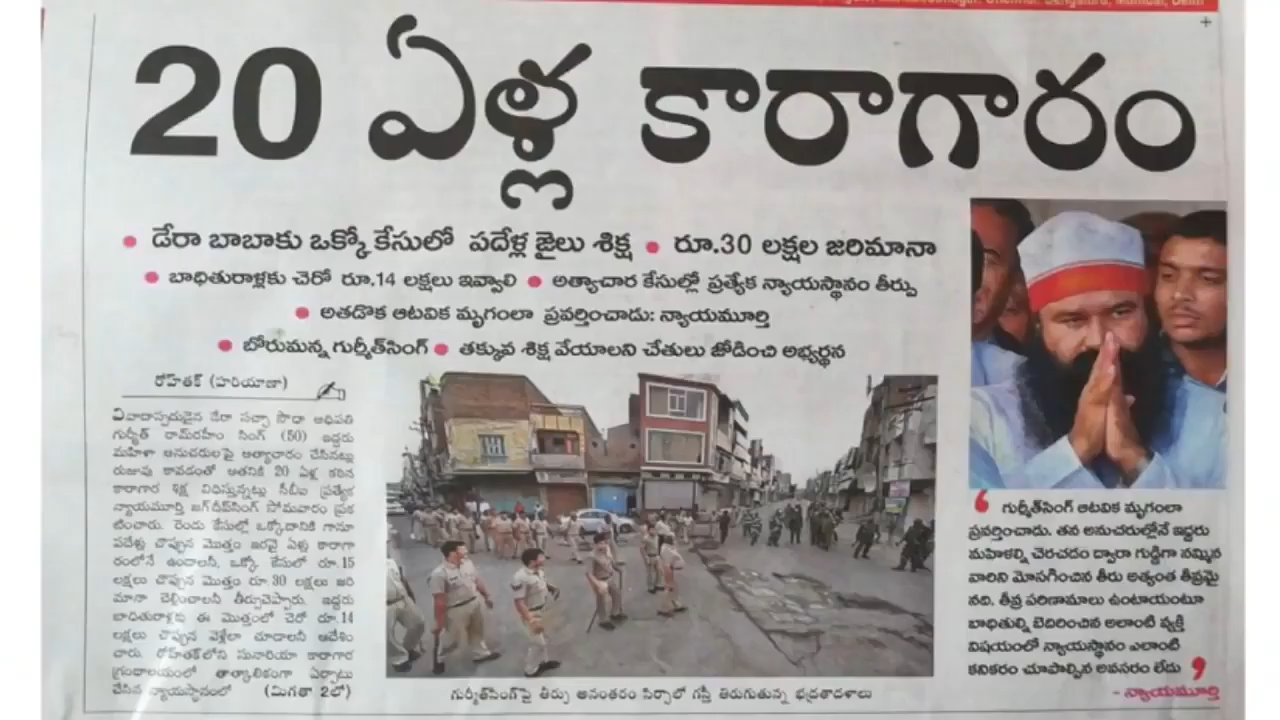 20 ఏళ్ల కారాగారం
● డేరా బాబాకు ఒక్కో కేసులో పదేళ్ల జైలు శిక్ష ● రూ.30 లక్షల జరిమానా
● బాధితురాళ్లకు చెరో రూ.14 లక్షలు ఇవ్వాలి ● అత్యాచార కేసుల్లో ప్రత్యేక న్యాయస్థానం తీర్పు
● అతడొక ఆటవిక మృగంలా ప్రవర్తించాడు: న్యాయమూర్తి
● బోరుమన్న గుర్మీత్‌సింగ్ ● తక్కువ శిక్ష వేయాలని చేతులు జోడించి అభ్యర్థన
రోహ్‌తక్ (హరియాణా)
వివాదాస్పదుడైన డేరా సచ్చా సౌదా అధిపతి
గుర్మీత్ రామ్‌రహీం సింగ్ (50) ఇద్దరు
మహిళా అనుచరులపై అత్యాచారం చేసినట్లు
రుజువు కావడంతో అతనికి 20 ఏళ్ల కఠిన
కారాగార శిక్ష విధిస్తున్నట్లు సీబీఐ ప్రత్యేక
న్యాయమూర్తి జగ్‌దీప్‌సింగ్ సోమవారం ప్రక
టించారు. రెండు కేసుల్లో ఒక్కోదానికి గానూ
పదేళ్లు చొప్పున మొత్తం ఇరవై ఏళ్లు కారాగా
రంలోనే ఉండాలనీ, ఒక్కో కేసులో రూ.15
లక్షలు చొప్పున మొత్తం రూ 30 లక్షలు జరి
మానా చెల్లించాలనీ తీర్పుచెప్పారు. ఇద్దరు
బాధితురాళ్లకు ఈ మొత్తంలో చెరో రూ.14
లక్షలు చొప్పున వెళ్లేలా చూడాలనీ ఆదేశిం
చారు. రోహ్‌తక్‌లోని సునారియా కారాగార
గ్రంథాలయంలో తాత్కాలికంగా ఏర్పాటు
చేసిన న్యాయస్థానంలో (మిగతా 2లో)
గుర్మీత్‌సింగ్‌పై తీర్పు అనంతరం సిర్సాలో గస్తీ తిరుగుతున్న భద్రతాదళాలు
‘ గుర్మీత్‌సింగ్ ఆటవిక మృగంలా
ప్రవర్తించాడు. తన అనుచరుల్లోనే ఇద్దరు
మహిళల్ని చెరచడం ద్వారా గుడ్డిగా నమ్మిన
వారిని మోసగించిన తీరు అత్యంత తీవ్రమై
నది. తీవ్ర పరిణామాలు ఉంటాయంటూ
బాధితుల్ని బెదిరించిన అలాంటి వ్యక్తి
విషయంలో న్యాయస్థానం ఎలాంటి
కనికరం చూపాల్సిన అవసరం లేదు ’
- న్యాయమూర్తి